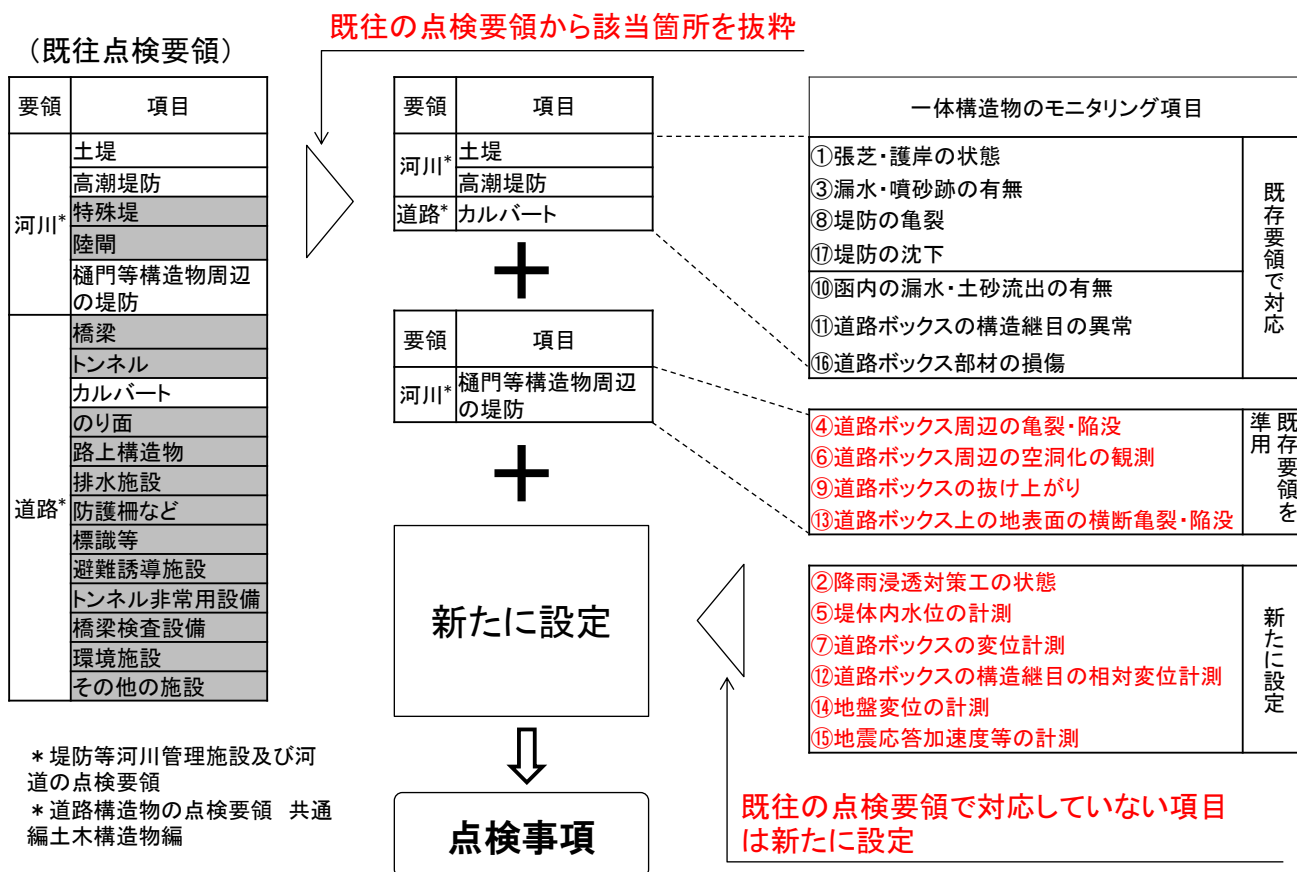 既往の点検要領から該当箇所を抜粋
（既往点検要領）
要領 項目
河川*
土堤
高潮堤防
特殊堤
陸閘
樋門等構造物周辺
の堤防
道路*
橋梁
トンネル
カルバート
のり面
路上構造物
排水施設
防護柵など
標識等
避難誘導施設
トンネル非常用設備
橋梁検査設備
環境施設
その他の施設
＊堤防等河川管理施設及び河
道の点検要領
＊道路構造物の点検要領 共通
編土木構造物編
要領 項目
河川* 土堤
高潮堤防
道路* カルバート
＋
要領 項目
河川* 樋門等構造物周辺
の堤防
＋
新たに設定
点検事項
一体構造物のモニタリング項目
①張芝・護岸の状態
③漏水・噴砂跡の有無
⑧堤防の亀裂
⑰堤防の沈下
⑩函内の漏水・土砂流出の有無
⑪道路ボックスの構造継目の異常
⑯道路ボックス部材の損傷
既存要領で対応
④道路ボックス周辺の亀裂・陥没
⑥道路ボックス周辺の空洞化の観測
⑨道路ボックスの抜け上がり
⑬道路ボックス上の地表面の横断亀裂・陥没
既存要領を
準用
②降雨浸透対策工の状態
⑤堤体内水位の計測
⑦道路ボックスの変位計測
⑫道路ボックスの構造継目の相対変位計測
⑭地盤変位の計測
⑮地震応答加速度等の計測
新たに設定
既往の点検要領で対応していない項目
は新たに設定